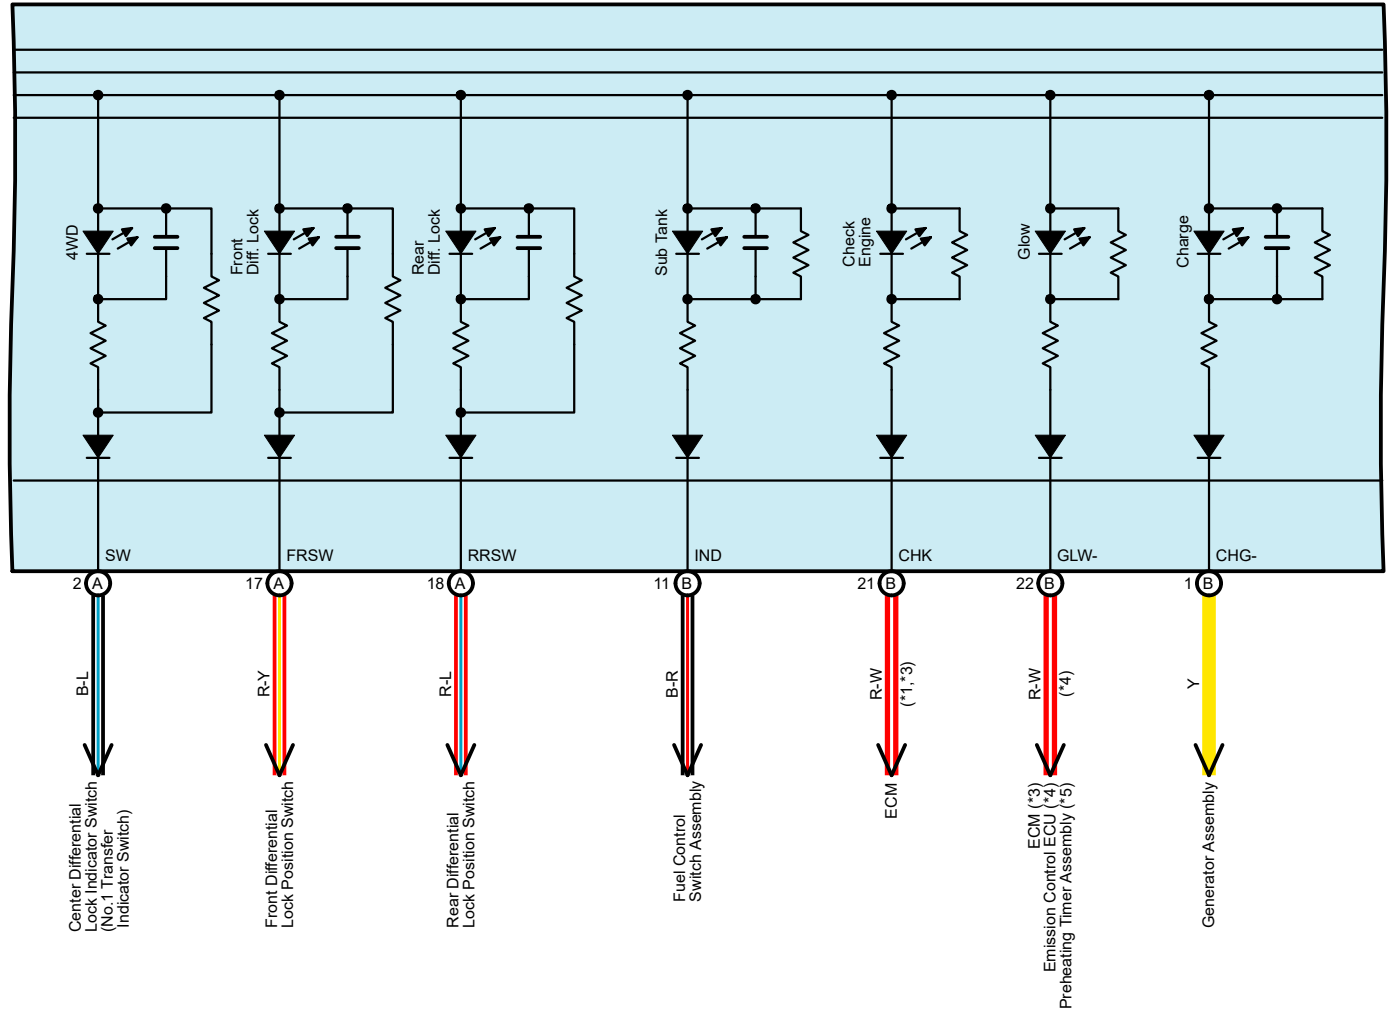 4WD
Front
Diff. Lock
Rear
Diff. Lock
Sub Tank
Check
Engine
Glow
Charge
SW
FRSW
RRSW
IND
CHK
GLW-
CHG-
2 A
17 A
18 A
11 B
21 B
22 B
1 B
B-L
R-Y
R-L
B-R
R-W
(*1,*3)
R-W
(*4)
Y
Center Differential
Lock Indicator Switch
(No.1 Transfer
Indicator Switch)
Front Differential
Lock Position Switch
Rear Differential
Lock Position Switch
Fuel Control
Switch Assembly
ECM
ECM (*3)
Emission Control ECU (*4)
Preheating Timer Assembly (*5)
Generator Assembly